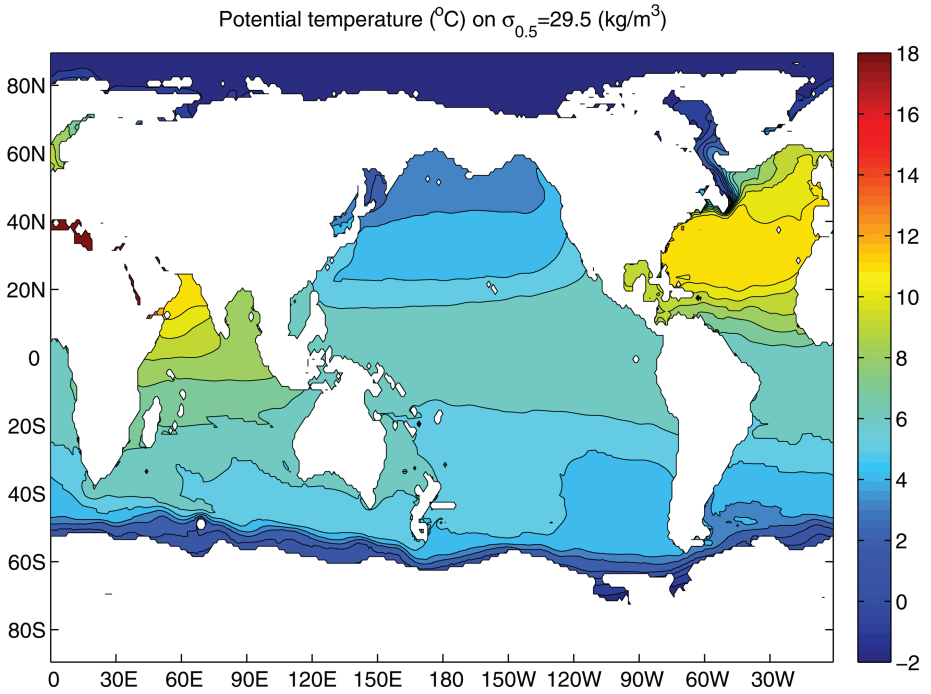 Potential temperature (°C) on σ0.5=29.5 (kg/m³)
80N
60N
40N
20N
0
20S
40S
60S
80S
0 30E 60E 90E 120E 150E 180 150W 120W 90W 60W 30W
18
16
14
12
10
8
6
4
2
0
−2